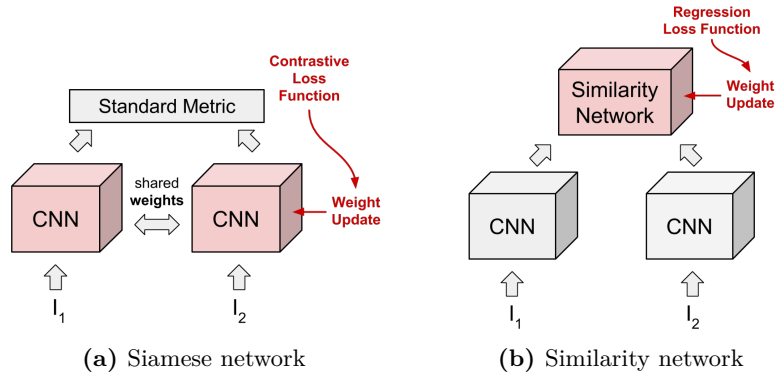 Contrastive
Loss
Function
Standard Metric
shared
weights
CNN
CNN
Weight
Update
I1
I2
(a) Siamese network
Regression
Loss Function
Similarity
Network
Weight
Update
CNN
CNN
I1
I2
(b) Similarity network